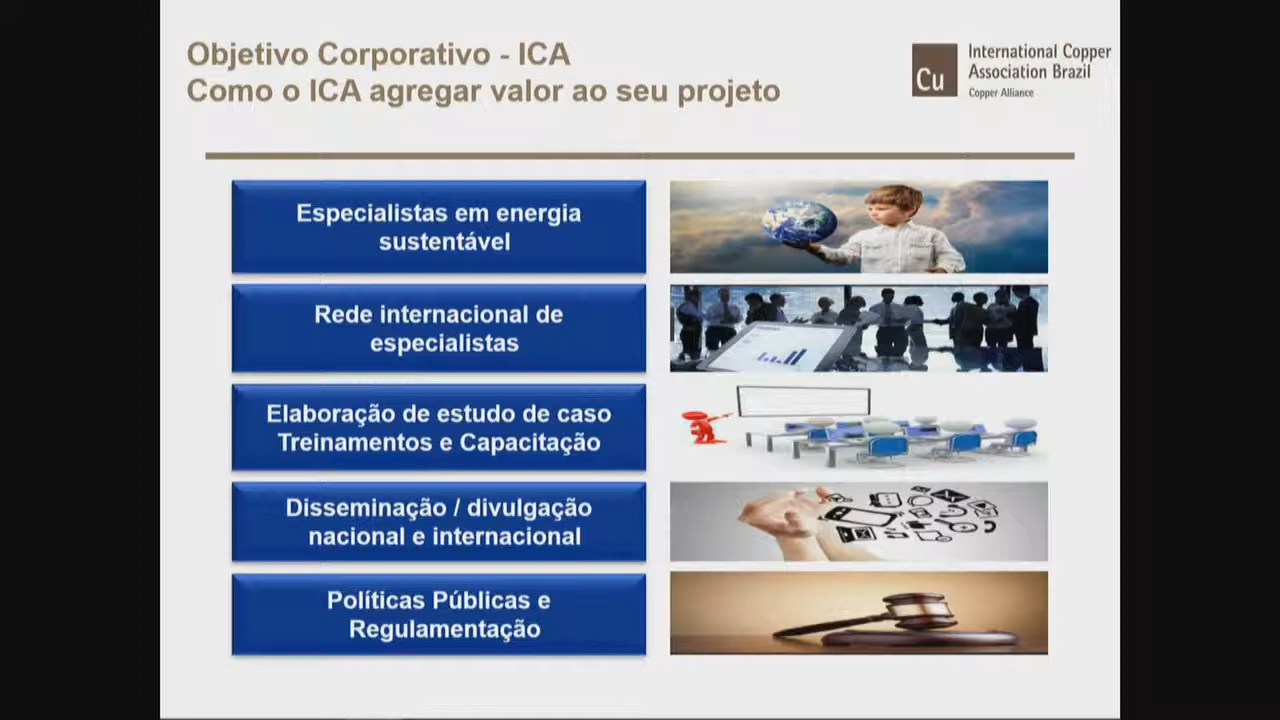 Objetivo Corporativo - ICA
Como o ICA agregar valor ao seu projeto
Cu
International Copper
Association Brazil
Copper Alliance
Especialistas em energia
sustentável
Rede internacional de
especialistas
Elaboração de estudo de caso
Treinamentos e Capacitação
Disseminação / divulgação
nacional e internacional
Políticas Públicas e
Regulamentação